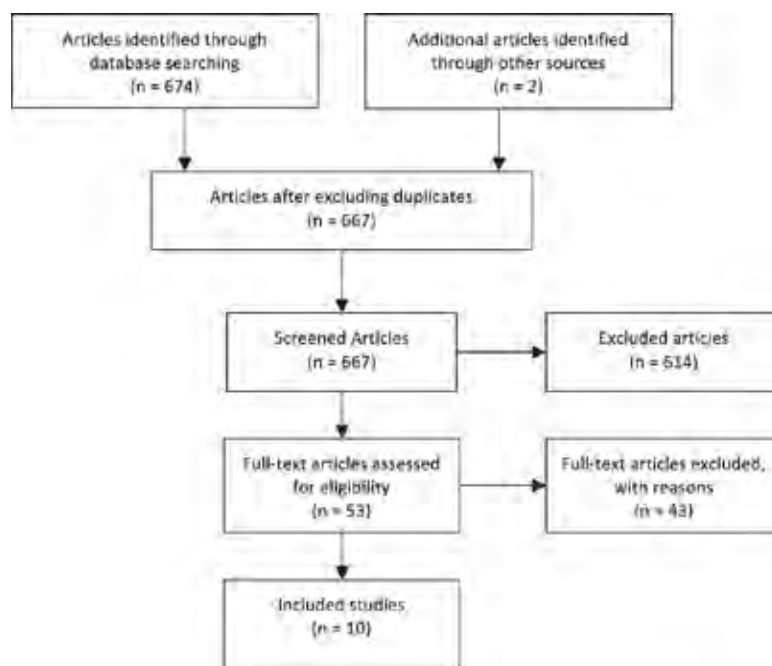 Articles identified through
database searching
(n = 674)
Additional articles identified
through other sources
(n = 2)
Articles after excluding duplicates
(n = 667)
Screened Articles
(n = 667)
Excluded articles
(n = 614)
Full-text articles assessed
for eligibility
(n = 53)
Full-text articles excluded,
with reasons
(n = 43)
Included studies
(n = 10)